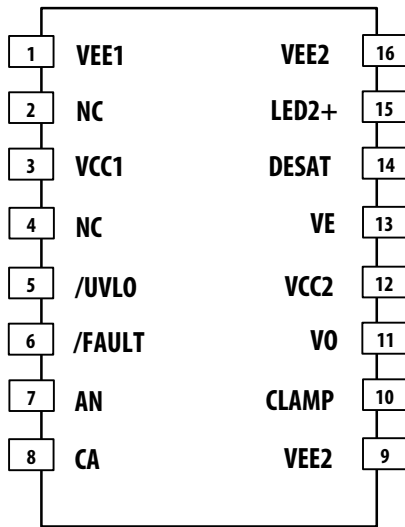 1 VEE1 VEE2 16
2 NC LED2+ 15
3 VCC1 DESAT 14
4 NC VE 13
5 /UVLO VCC2 12
6 /FAULT VO 11
7 AN CLAMP 10
8 CA VEE2 9